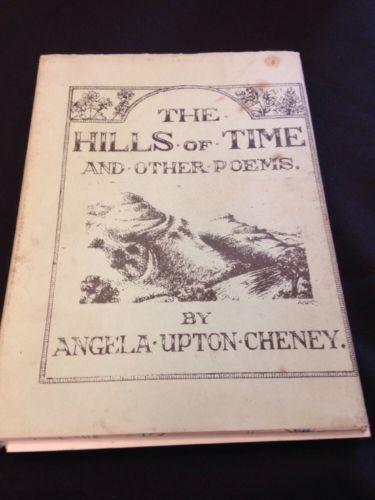 THE
HILLS · OF · TIME
AND · OTHER · POEMS.
BY
ANGELA · UPTON · CHENEY.